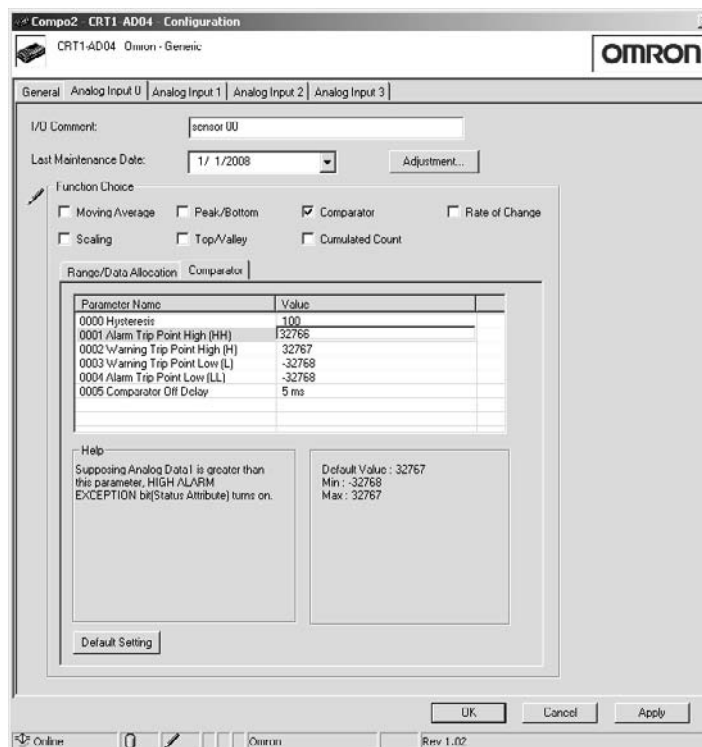 Compo2 - CRT1-AD04 - Configuration
CRT1-AD04 Omron - Generic
OMRON
General Analog Input 0 Analog Input 1 Analog Input 2 Analog Input 3
I/O Comment: sensor 00
Last Maintenance Date: 1/ 1/2008 Adjustment...
Function Choice
Moving Average Peak/Bottom Comparator Rate of Change
Scaling Top/Valley Cumulated Count
Range/Data Allocation Comparator
Parameter Name Value
0000 Hysteresis 100
0001 Alarm Trip Point High (HH) 32766
0002 Warning Trip Point High (H) 32767
0003 Warning Trip Point Low (L) -32768
0004 Alarm Trip Point Low (LL) -32768
0005 Comparator Off Delay 5 ms
Help
Supposing Analog Data1 is greater than
this parameter, HIGH ALARM
EXCEPTION bit(Status Attribute) turns on.
Default Value : 32767
Min : -32768
Max : 32767
Default Setting
OK Cancel Apply
Online Omron Rev 1.02